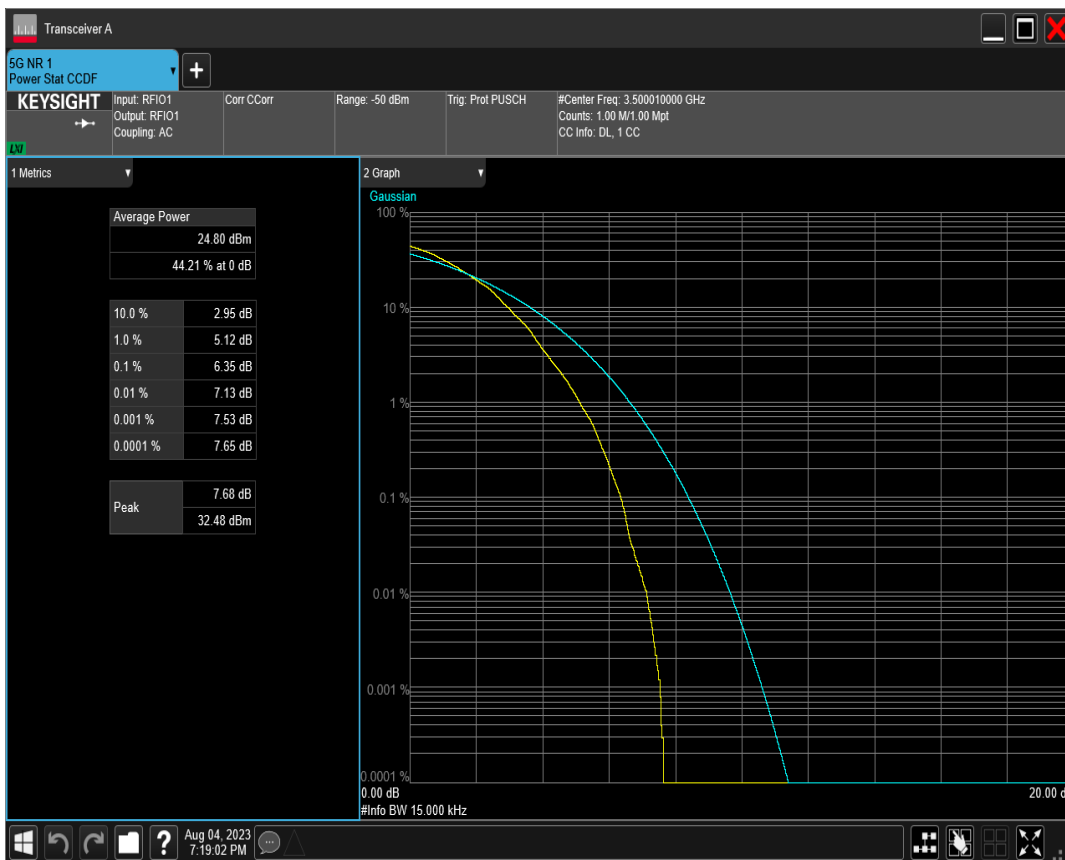 Transceiver A
5G NR 1
Power Stat CCDF
+
KEYSIGHT
LXI
Input: RFIO1
Output: RFIO1
Coupling: AC
Corr CCorr
Range: -50 dBm
Trig: Prot PUSCH
#Center Freq: 3.500010000 GHz
Counts: 1.00 M/1.00 Mpt
CC Info: DL, 1 CC
1 Metrics
Average Power
24.80 dBm
44.21 % at 0 dB
10.0 % 2.95 dB
1.0 % 5.12 dB
0.1 % 6.35 dB
0.01 % 7.13 dB
0.001 % 7.53 dB
0.0001 % 7.65 dB
Peak
7.68 dB
32.48 dBm
2 Graph
Gaussian
100 %
10 %
1 %
0.1 %
0.01 %
0.001 %
0.0001 %
0.00 dB
20.00 d
#Info BW 15.000 kHz
?
Aug 04, 2023
7:19:02 PM